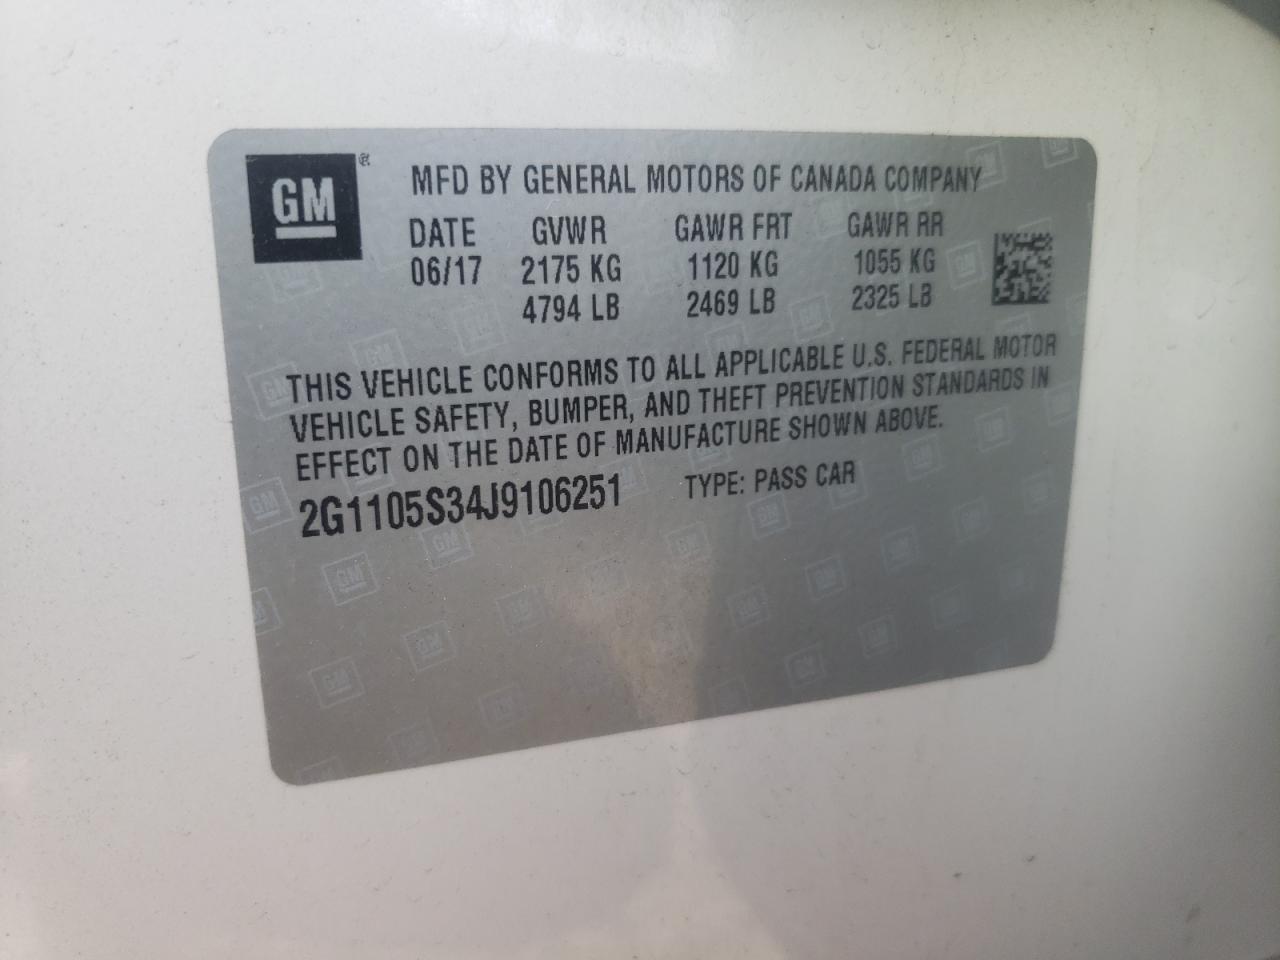 GM ®
MFD BY GENERAL MOTORS OF CANADA COMPANY
DATE GVWR GAWR FRT GAWR RR
06/17 2175 KG 1120 KG 1055 KG
4794 LB 2469 LB 2325 LB
THIS VEHICLE CONFORMS TO ALL APPLICABLE U.S. FEDERAL MOTOR
VEHICLE SAFETY, BUMPER, AND THEFT PREVENTION STANDARDS IN
EFFECT ON THE DATE OF MANUFACTURE SHOWN ABOVE.
2G1105S34J9106251 TYPE: PASS CAR